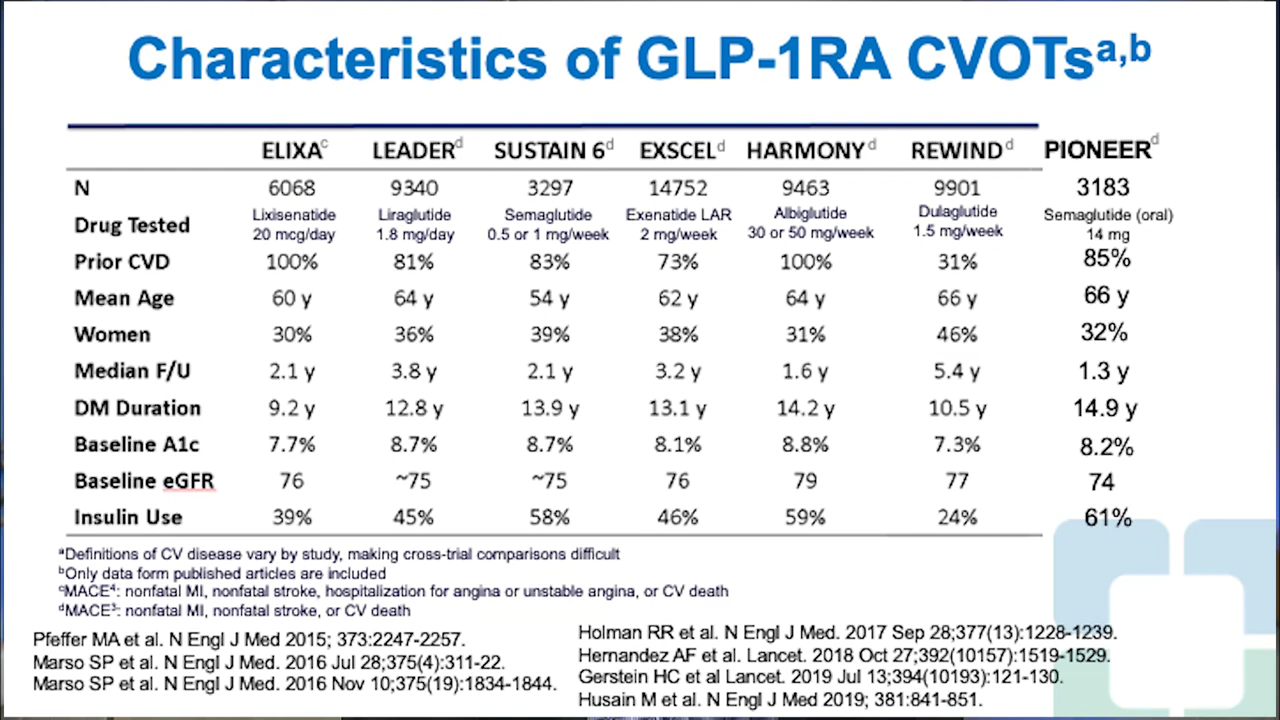 Characteristics of GLP-1RA CVOTsa,b
ELIXAc LEADERd SUSTAIN 6d EXSCELd HARMONYd REWINDd PIONEERd
N 6068 9340 3297 14752 9463 9901 3183
Drug Tested Lixisenatide 20 mcg/day Liraglutide 1.8 mg/day Semaglutide 0.5 or 1 mg/week Exenatide LAR 2 mg/week Albiglutide 30 or 50 mg/week Dulaglutide 1.5 mg/week Semaglutide (oral) 14 mg
Prior CVD 100% 81% 83% 73% 100% 31% 85%
Mean Age 60 y 64 y 54 y 62 y 64 y 66 y 66 y
Women 30% 36% 39% 38% 31% 46% 32%
Median F/U 2.1 y 3.8 y 2.1 y 3.2 y 1.6 y 5.4 y 1.3 y
DM Duration 9.2 y 12.8 y 13.9 y 13.1 y 14.2 y 10.5 y 14.9 y
Baseline A1c 7.7% 8.7% 8.7% 8.1% 8.8% 7.3% 8.2%
Baseline eGFR 76 ~75 ~75 76 79 77 74
Insulin Use 39% 45% 58% 46% 59% 24% 61%
aDefinitions of CV disease vary by study, making cross-trial comparisons difficult
bOnly data form published articles are included
cMACE4: nonfatal MI, nonfatal stroke, hospitalization for angina or unstable angina, or CV death
dMACE3: nonfatal MI, nonfatal stroke, or CV death
Pfeffer MA et al. N Engl J Med 2015; 373:2247-2257.
Marso SP et al. N Engl J Med. 2016 Jul 28;375(4):311-22.
Marso SP et al. N Engl J Med. 2016 Nov 10;375(19):1834-1844.
Holman RR et al. N Engl J Med. 2017 Sep 28;377(13):1228-1239.
Hernandez AF et al. Lancet. 2018 Oct 27;392(10157):1519-1529.
Gerstein HC et al Lancet. 2019 Jul 13;394(10193):121-130.
Husain M et al. N Engl J Med 2019; 381:841-851.